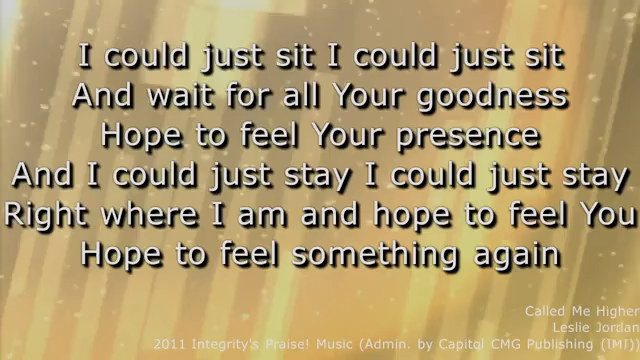 I could just sit I could just sit
And wait for all Your goodness
Hope to feel Your presence
And I could just stay I could just stay
Right where I am and hope to feel You
Hope to feel something again
Called Me Higher
Leslie Jordan
2011 Integrity's Praise! Music (Admin. by Capitol CMG Publishing (IMI))